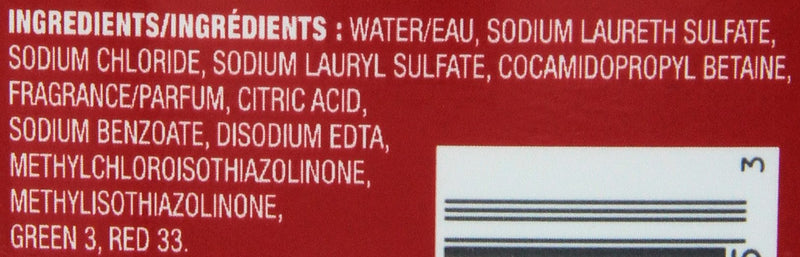 INGREDIENTS/INGRÉDIENTS : WATER/EAU, SODIUM LAURETH SULFATE,
SODIUM CHLORIDE, SODIUM LAURYL SULFATE, COCAMIDOPROPYL BETAINE,
FRAGRANCE/PARFUM, CITRIC ACID,
SODIUM BENZOATE, DISODIUM EDTA,
METHYLCHLOROISOTHIAZOLINONE,
METHYLISOTHIAZOLINONE,
GREEN 3, RED 33.
3